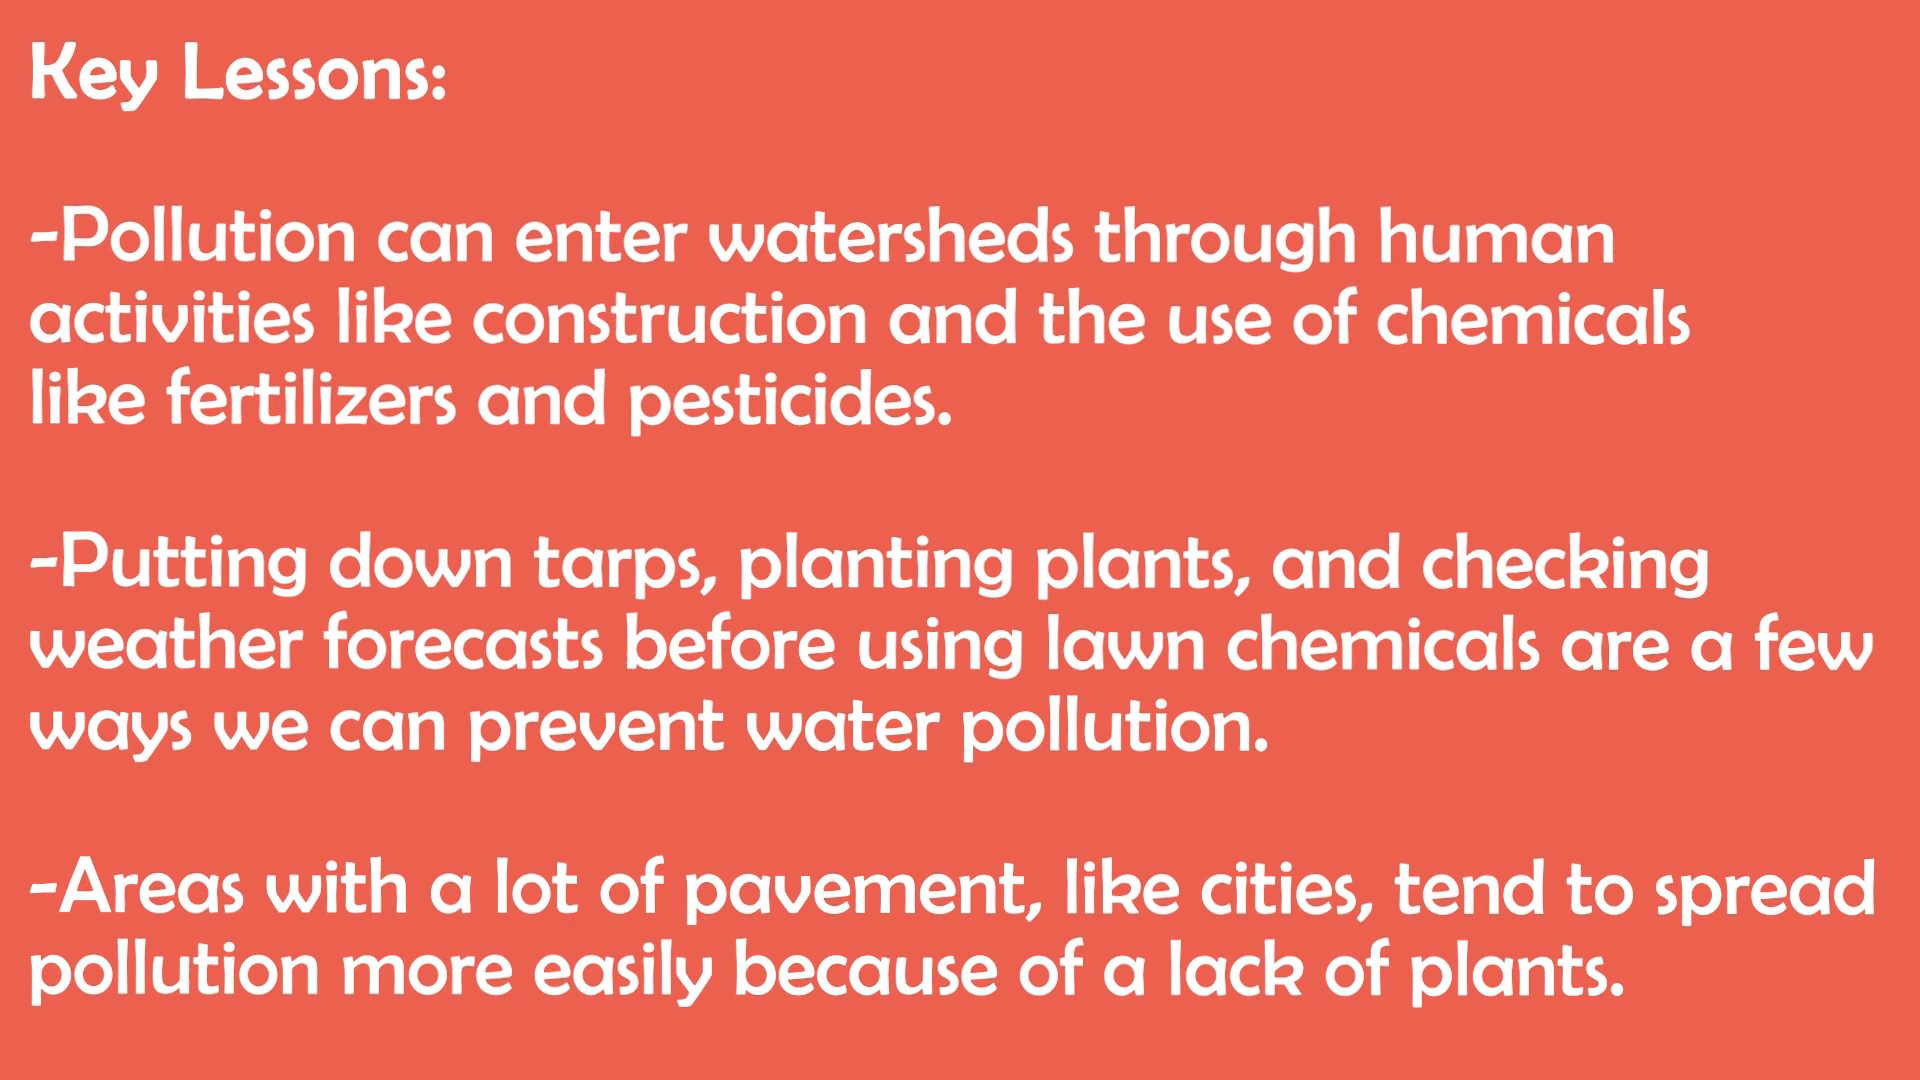 Key Lessons:
-Pollution can enter watersheds through human
activities like construction and the use of chemicals
like fertilizers and pesticides.
-Putting down tarps, planting plants, and checking
weather forecasts before using lawn chemicals are a few
ways we can prevent water pollution.
-Areas with a lot of pavement, like cities, tend to spread
pollution more easily because of a lack of plants.